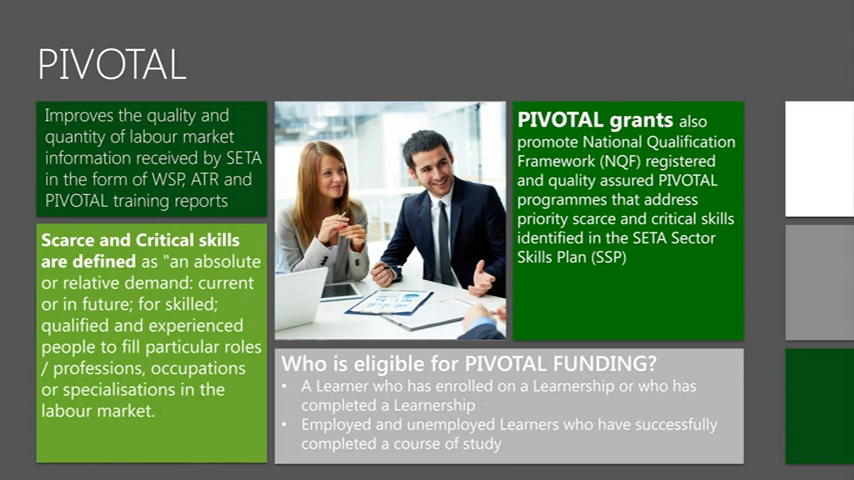 PIVOTAL
Improves the quality and
quantity of labour market
information received by SETA
in the form of WSP, ATR and
PIVOTAL training reports
Scarce and Critical skills
are defined as "an absolute
or relative demand: current
or in future; for skilled;
qualified and experienced
people to fill particular roles
/ professions, occupations
or specialisations in the
labour market.
PIVOTAL grants also
promote National Qualification
Framework (NQF) registered
and quality assured PIVOTAL
programmes that address
priority scarce and critical skills
identified in the SETA Sector
Skills Plan (SSP)
Who is eligible for PIVOTAL FUNDING?
• A Learner who has enrolled on a Learnership or who has
completed a Learnership
• Employed and unemployed Learners who have successfully
completed a course of study